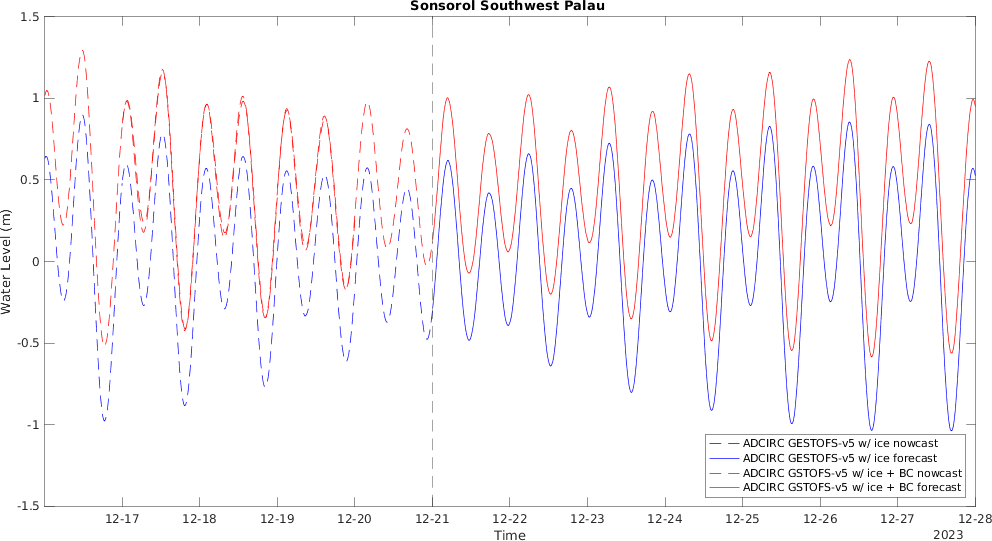 Sonsorol Southwest Palau
1.5
1
0.5
0
-0.5
-1
-1.5
Water Level (m)
ADCIRC GESTOFS-v5 w/ ice nowcast
ADCIRC GESTOFS-v5 w/ ice forecast
ADCIRC GSTOFS-v5 w/ ice + BC nowcast
ADCIRC GSTOFS-v5 w/ ice + BC forecast
12-17 12-18 12-19 12-20 12-21 12-22 12-23 12-24 12-25 12-26 12-27 12-28
Time
2023